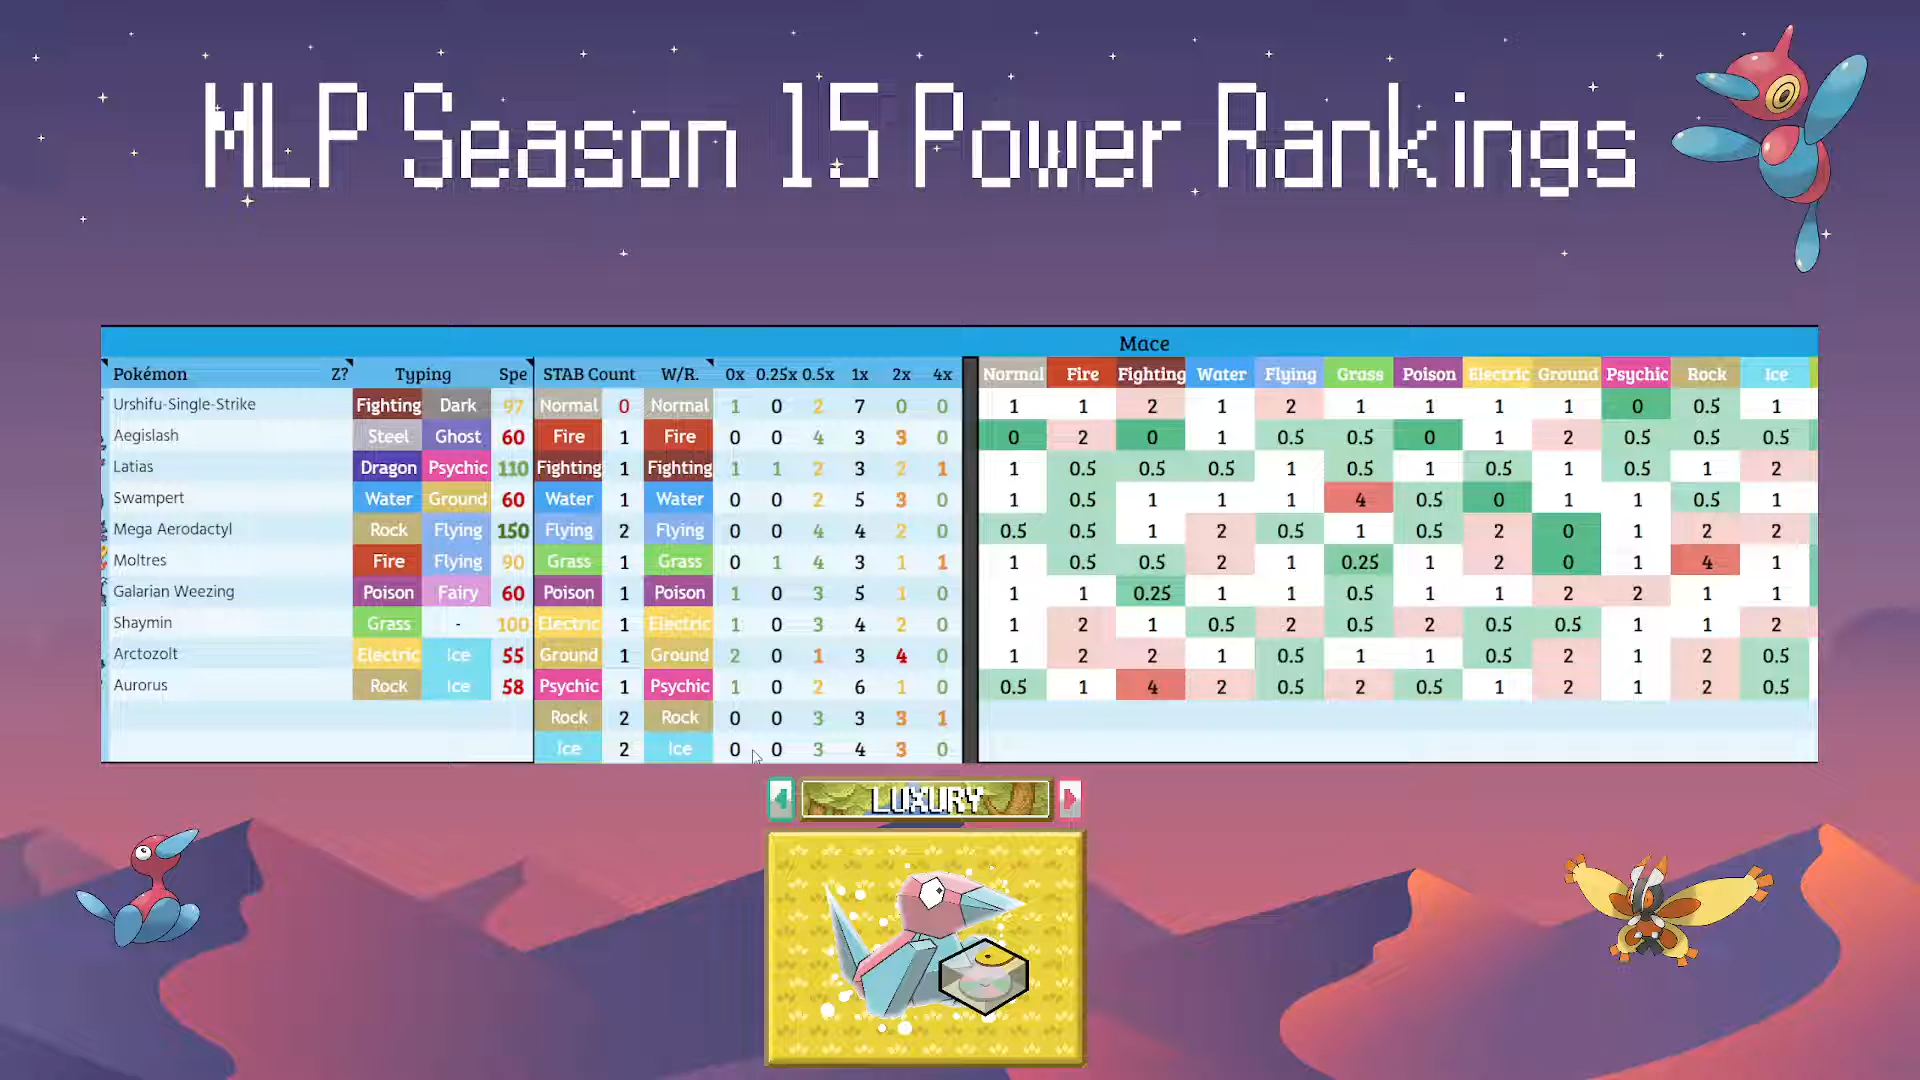 MLP Season 15 Power Rankings
Mace
Pokémon Z? Typing Spe STAB Count W/R. 0x 0.25x 0.5x 1x 2x 4x Normal Fire Fighting Water Flying Grass Poison Electric Ground Psychic Rock Ice
Urshifu-Single-Strike Fighting Dark 97 Normal 0 Normal 1 0 2 7 0 0 1 1 2 1 2 1 1 1 1 0 0.5 1
Aegislash Steel Ghost 60 Fire 1 Fire 0 0 4 3 3 0 0 2 0 1 0.5 0.5 0 1 2 0.5 0.5 0.5
Latias Dragon Psychic 110 Fighting 1 Fighting 1 1 2 3 2 1 1 0.5 0.5 0.5 1 0.5 1 0.5 1 0.5 1 2
Swampert Water Ground 60 Water 1 Water 0 0 2 5 3 0 1 0.5 1 1 1 4 0.5 0 1 1 0.5 1
Mega Aerodactyl Rock Flying 150 Flying 2 Flying 0 0 4 4 2 0 0.5 0.5 1 2 0.5 1 0.5 2 0 1 2 2
Moltres Fire Flying 90 Grass 1 Grass 0 1 4 3 1 1 1 0.5 0.5 2 1 0.25 1 2 0 1 4 1
Galarian Weezing Poison Fairy 60 Poison 1 Poison 1 0 3 5 1 0 1 1 0.25 1 1 0.5 1 1 2 2 1 1
Shaymin Grass - 100 Electric 1 Electric 1 0 3 4 2 0 1 2 1 0.5 2 0.5 2 0.5 0.5 1 1 2
Arctozolt Electric Ice 55 Ground 1 Ground 2 0 1 3 4 0 1 2 2 1 0.5 1 1 0.5 2 1 2 0.5
Aurorus Rock Ice 58 Psychic 1 Psychic 1 0 2 6 1 0 0.5 1 4 2 0.5 2 0.5 1 2 1 2 0.5
Rock 2 Rock 0 0 3 3 3 1
Ice 2 Ice 0 0 3 4 3 0
LUXURY